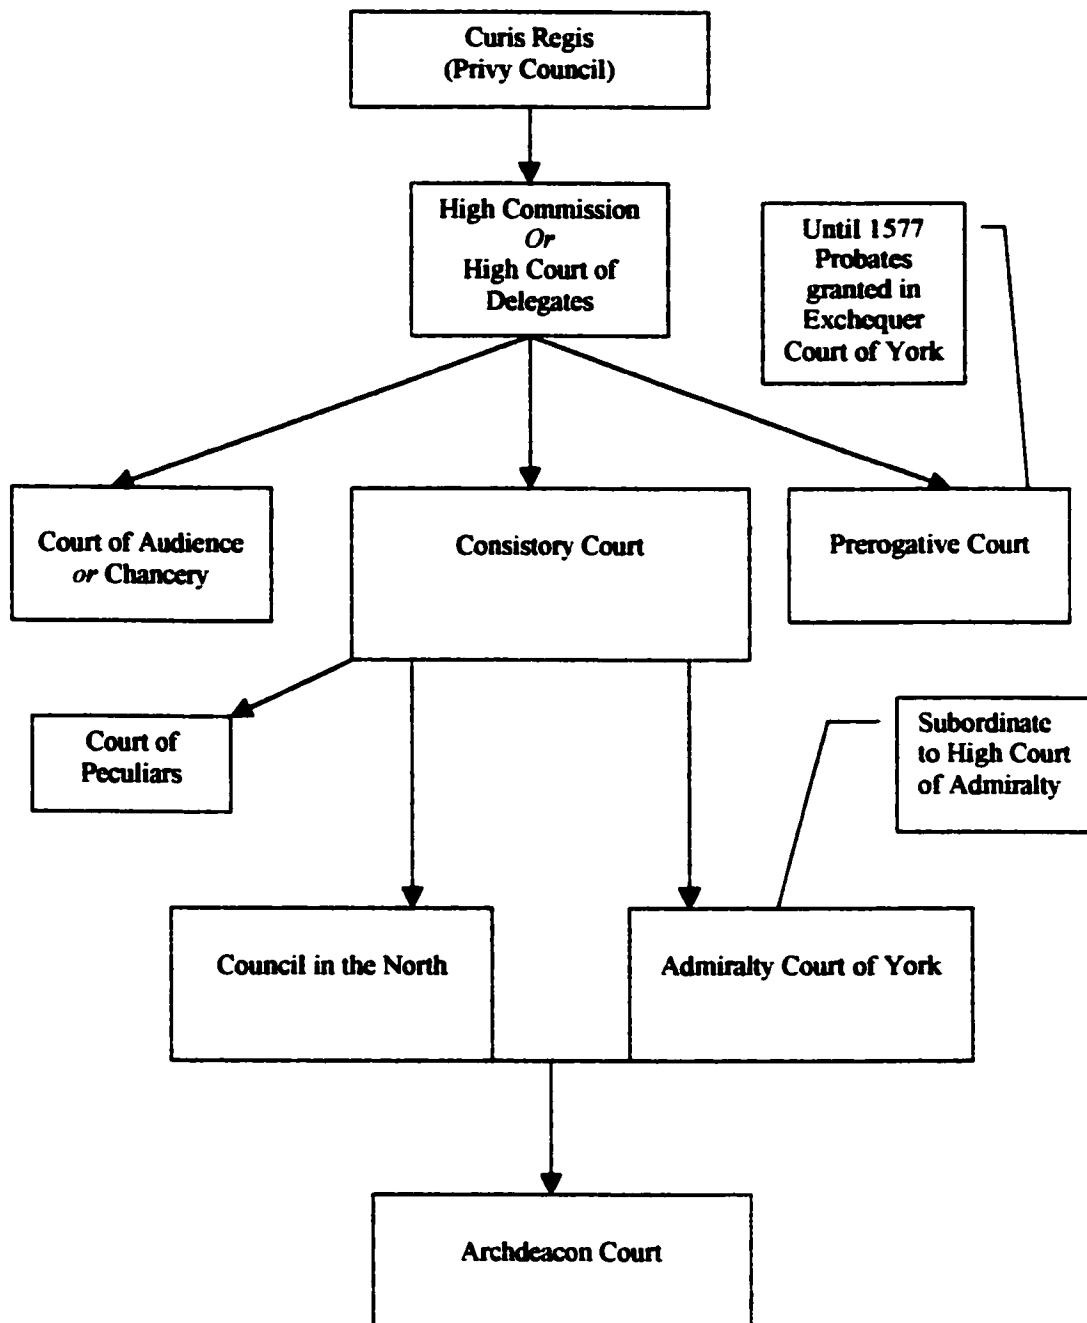 Curis Regis
(Privy Council)
High Commission
Or
High Court of
Delegates
Until 1577
Probates
granted in
Exchequer
Court of York
Court of Audience
or Chancery
Consistory Court
Prerogative Court
Court of
Peculiars
Subordinate
to High Court
of Admiralty
Council in the North
Admiralty Court of York
Archdeacon Court